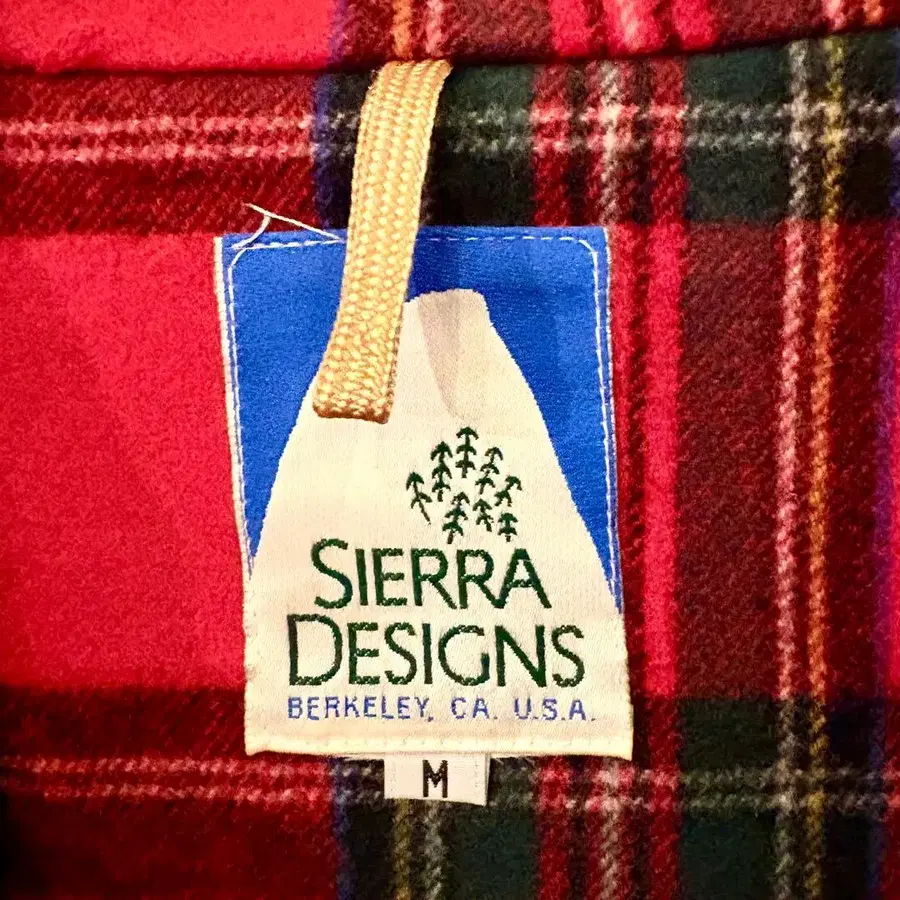 SIERRA
DESIGNS
BERKELEY, CA. U.S.A.
M